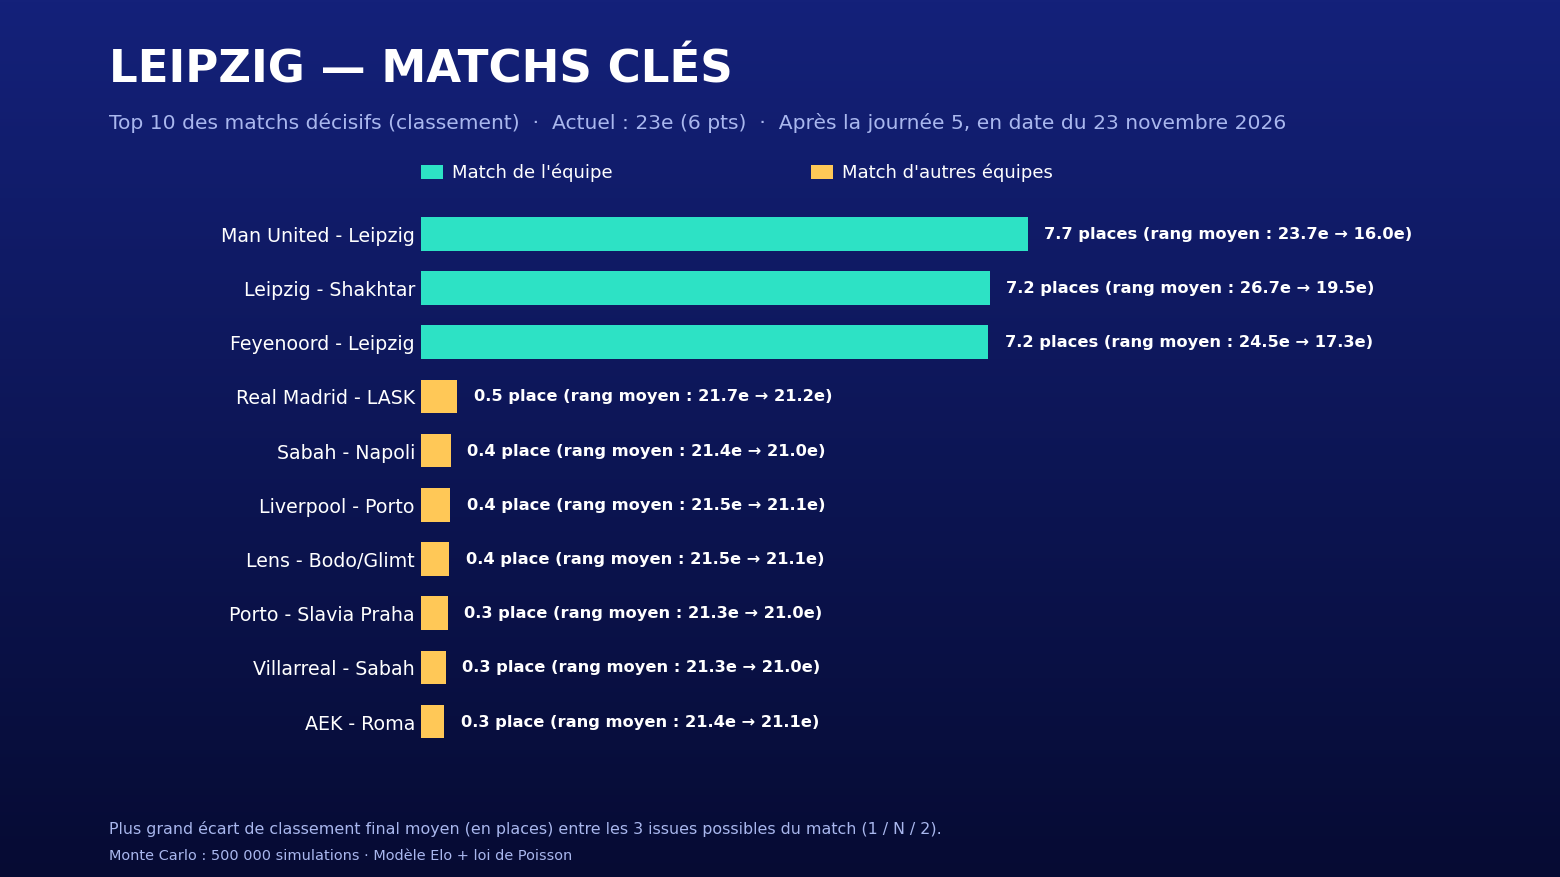 LEIPZIG — MATCHS CLÉS
Top 10 des matchs décisifs (classement) · Actuel : 23e (6 pts) · Après la journée 5, en date du 23 novembre 2026
Match de l'équipe Match d'autres équipes
Man United - Leipzig 7.7 places (rang moyen : 23.7e → 16.0e)
Leipzig - Shakhtar 7.2 places (rang moyen : 26.7e → 19.5e)
Feyenoord - Leipzig 7.2 places (rang moyen : 24.5e → 17.3e)
Real Madrid - LASK 0.5 place (rang moyen : 21.7e → 21.2e)
Sabah - Napoli 0.4 place (rang moyen : 21.4e → 21.0e)
Liverpool - Porto 0.4 place (rang moyen : 21.5e → 21.1e)
Lens - Bodo/Glimt 0.4 place (rang moyen : 21.5e → 21.1e)
Porto - Slavia Praha 0.3 place (rang moyen : 21.3e → 21.0e)
Villarreal - Sabah 0.3 place (rang moyen : 21.3e → 21.0e)
AEK - Roma 0.3 place (rang moyen : 21.4e → 21.1e)
Plus grand écart de classement final moyen (en places) entre les 3 issues possibles du match (1 / N / 2).
Monte Carlo : 500 000 simulations · Modèle Elo + loi de Poisson